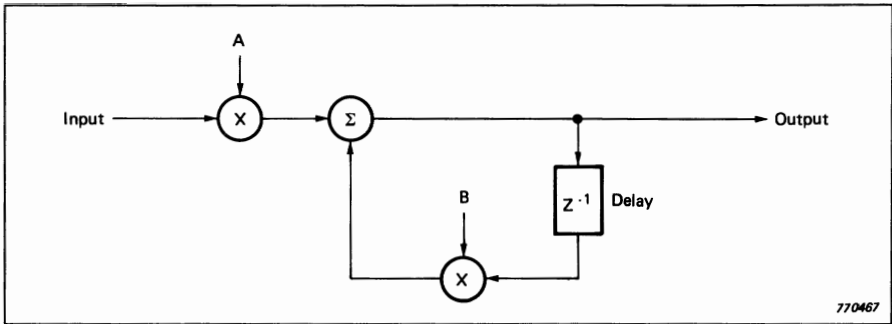 A
Input
X
Σ
Output
Z -1
Delay
B
X
770467